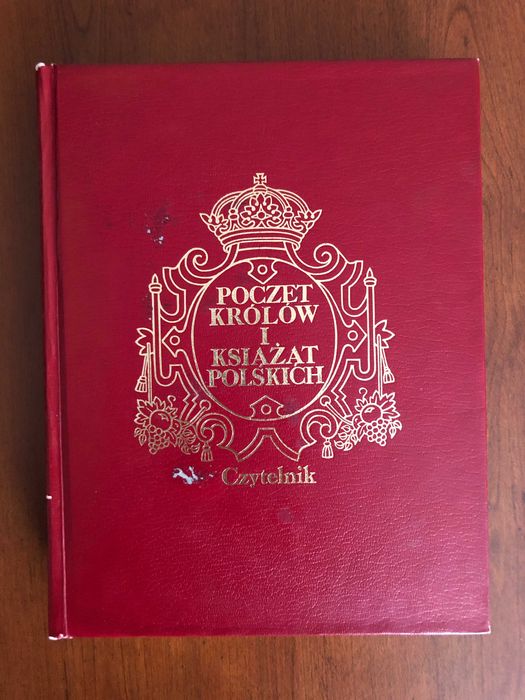 POCZET
KRÓLÓW
I
KSIĄŻĄT
POLSKICH
Czytelnik